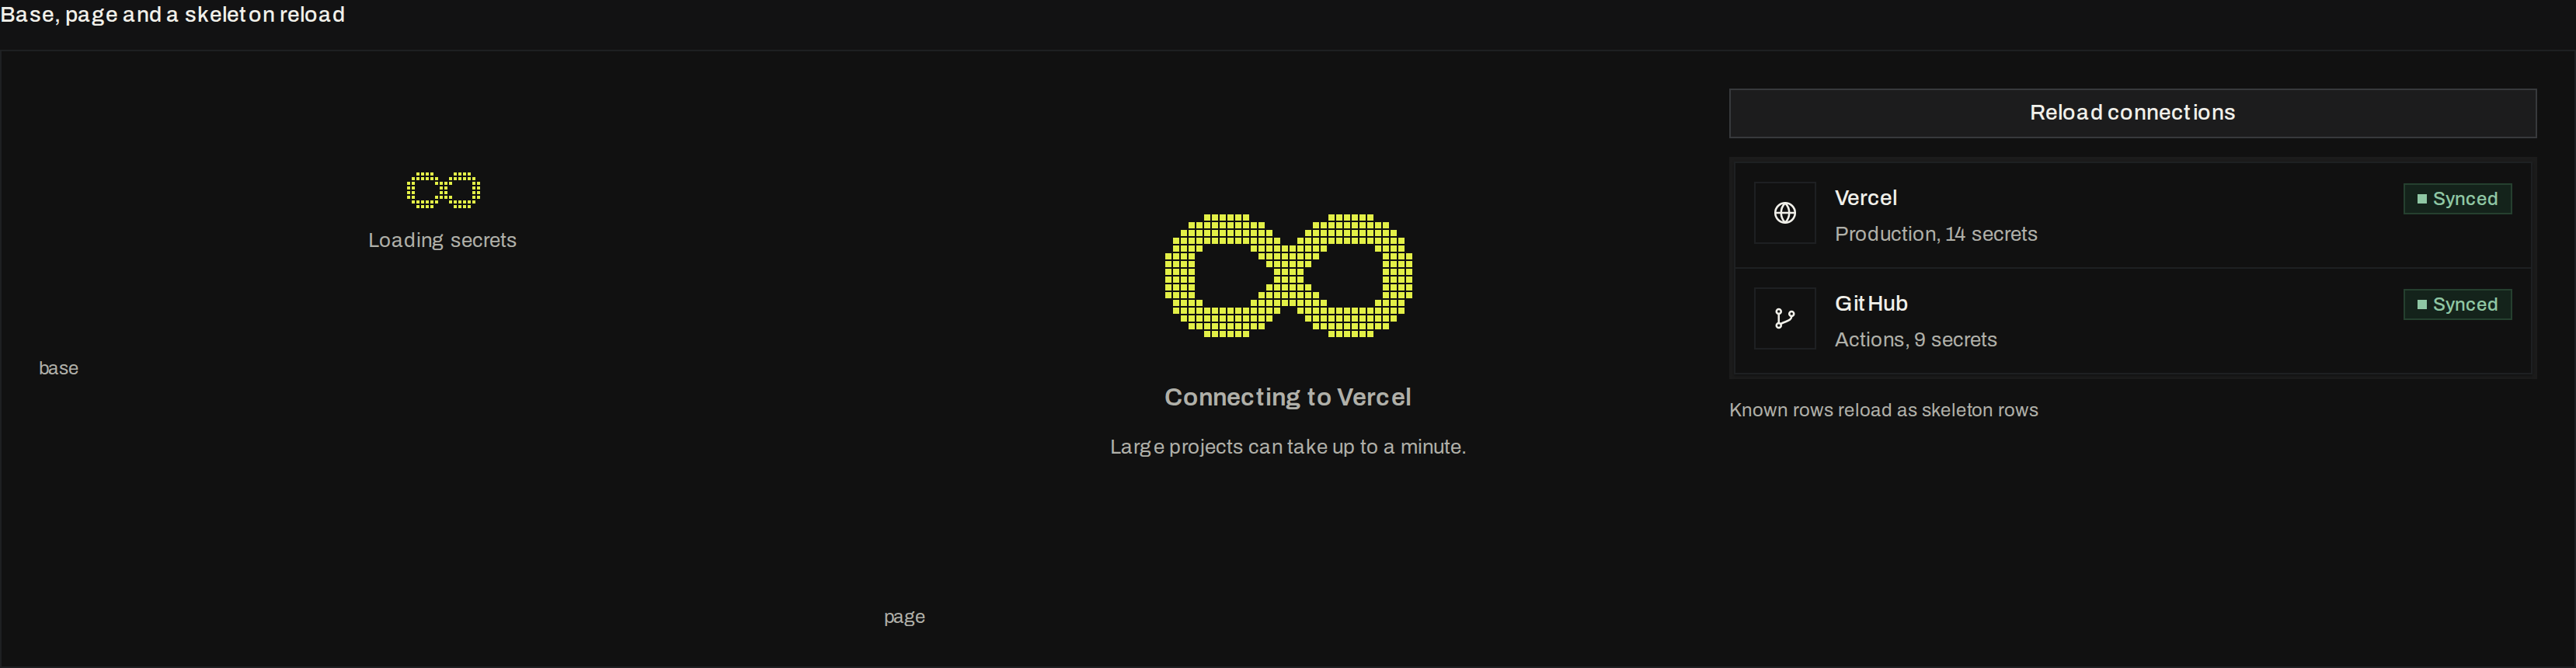 Base, page and a skeleton reload
Loading secrets
base
Connecting to Vercel
Large projects can take up to a minute.
page
Reload connections
Vercel
Synced
Production, 14 secrets
GitHub
Synced
Actions, 9 secrets
Known rows reload as skeleton rows